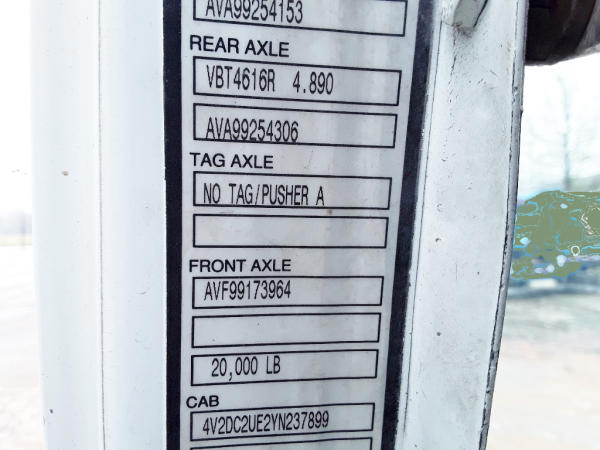 AVA99254153
REAR AXLE
VBT4616R 4.890
AVA99254306
TAG AXLE
NO TAG/PUSHER A
FRONT AXLE
AVF99173964
20,000 LB
CAB
4V2DC2UE2YN237899